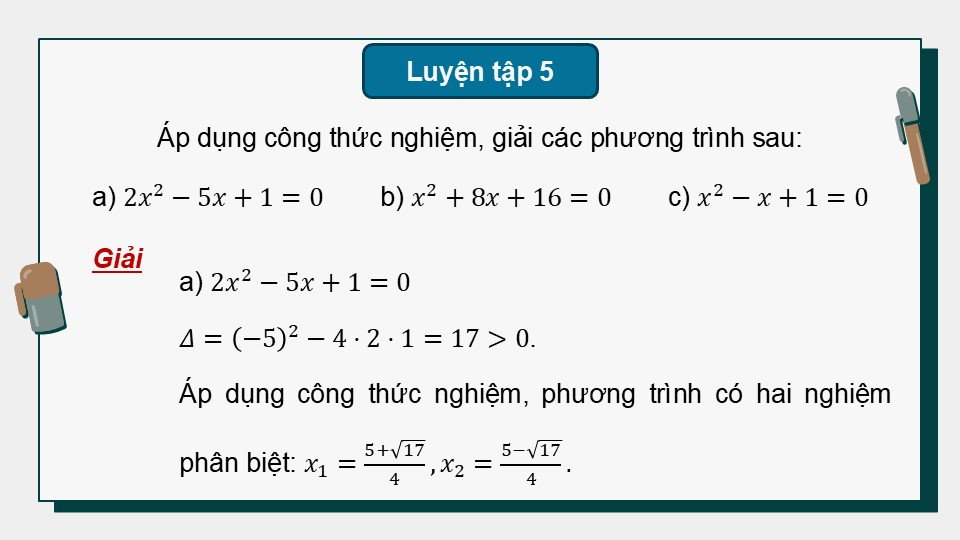 Luyện tập 5
Áp dụng công thức nghiệm, giải các phương trình sau:
a) 2x² − 5x + 1 = 0 b) x² + 8x + 16 = 0 c) x² − x + 1 = 0
Giải
a) 2x² − 5x + 1 = 0
Δ = (−5)² − 4 · 2 · 1 = 17 > 0.
Áp dụng công thức nghiệm, phương trình có hai nghiệm
phân biệt: x₁ = (5+√17)/4, x₂ = (5−√17)/4.